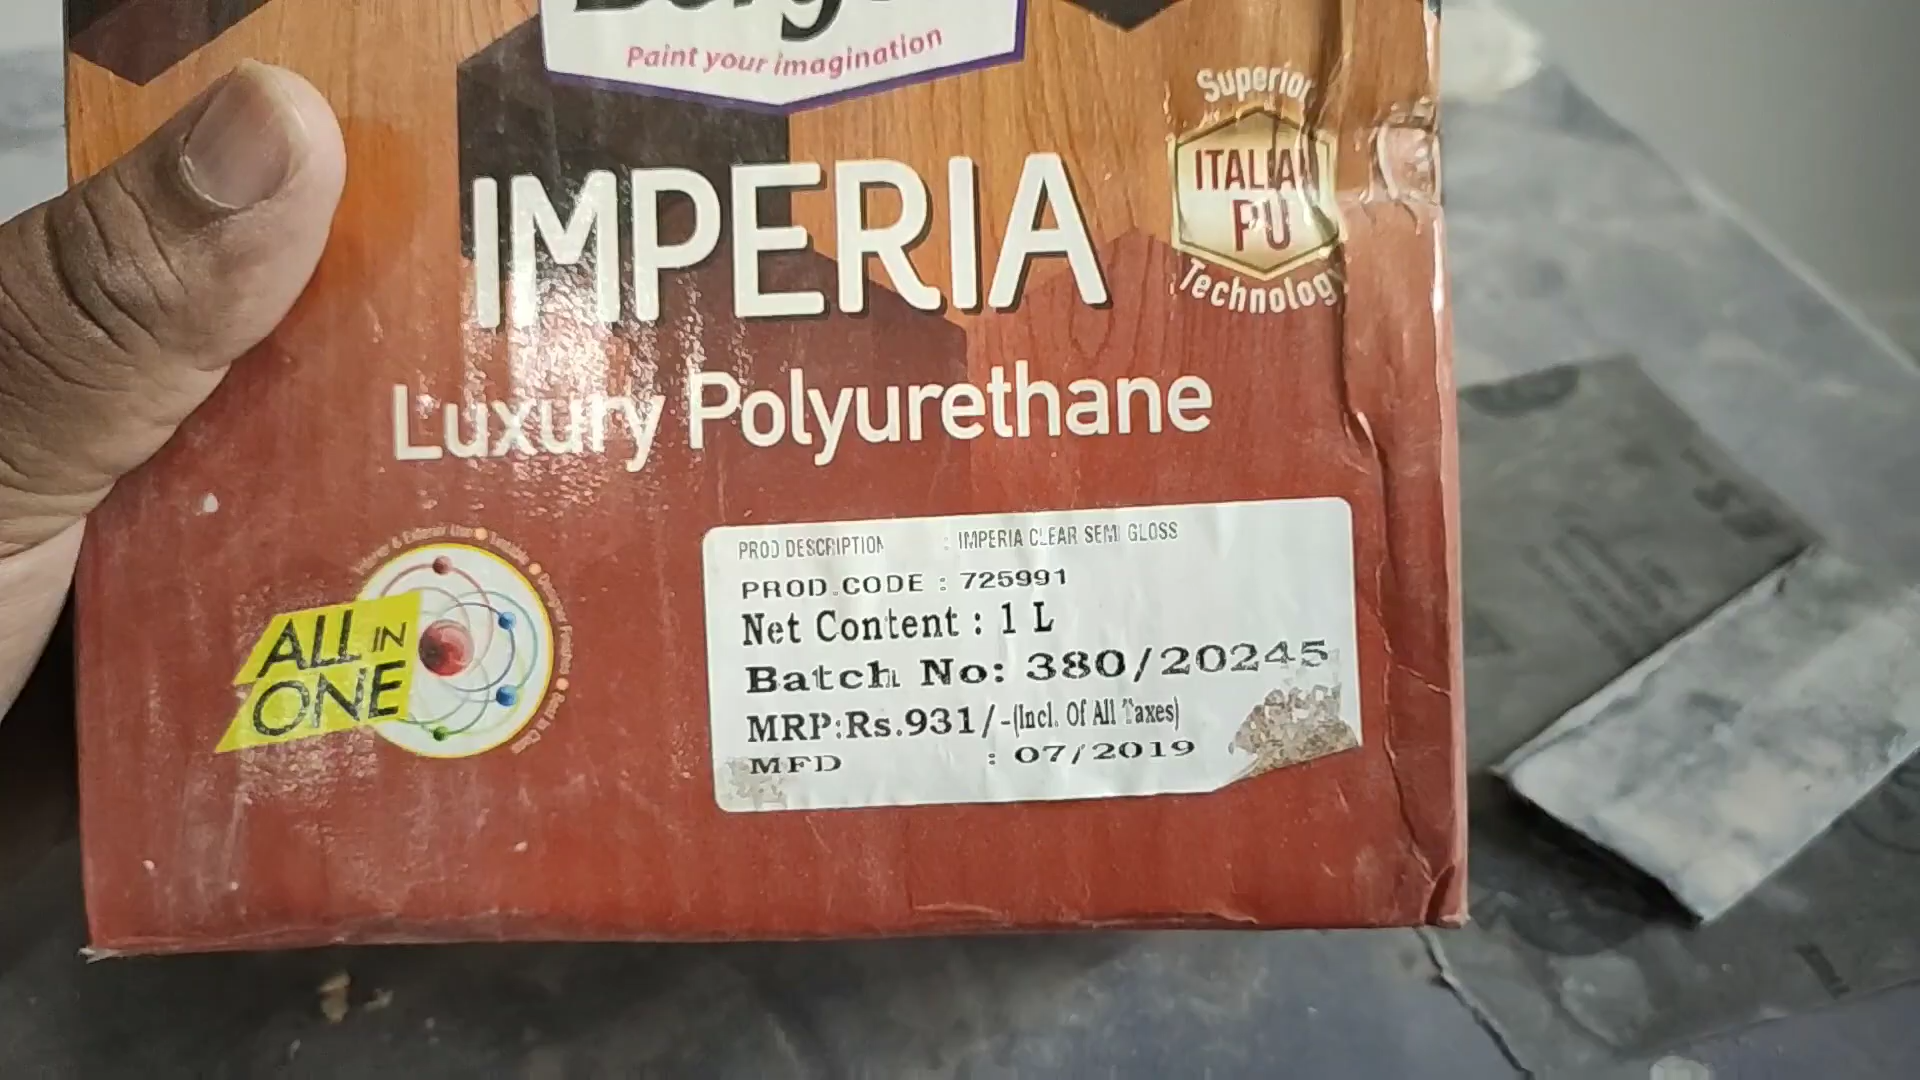 Paint your imagination
Superior
ITALIAN
PU
Technology
IMPERIA
Luxury Polyurethane
ALL IN
ONE
PROD DESCRIPTION : IMPERIA CLEAR SEMI GLOSS
PROD.CODE : 725991
Net Content : 1 L
Batch No: 380/20245
MRP:Rs.931/-(Incl. Of All Taxes)
MFD : 07/2019